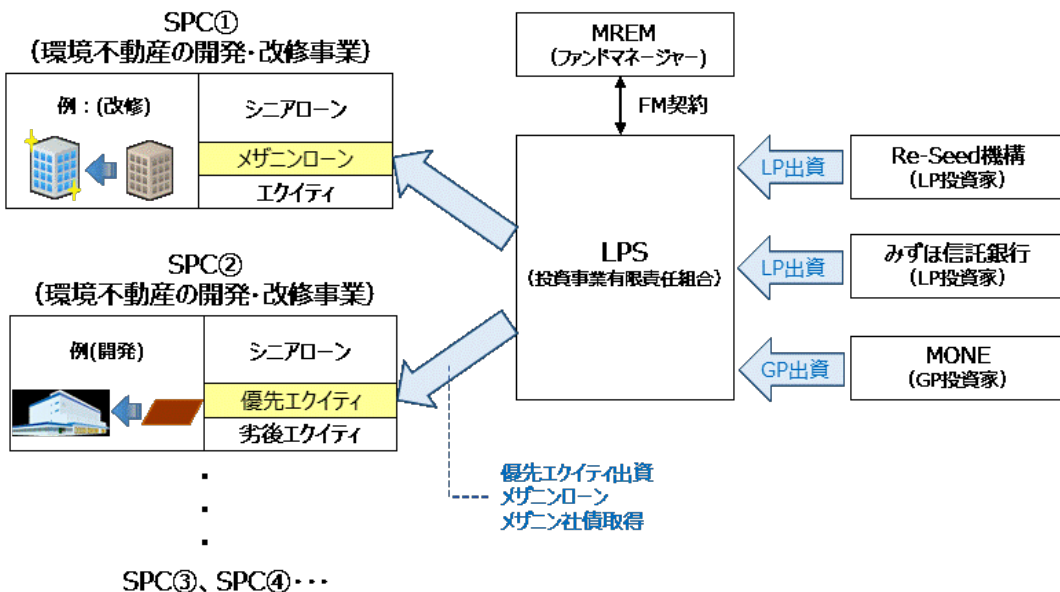 SPC①
(環境不動産の開発・改修事業)
例:(改修)
シニアローン
メザニンローン
エクイティ
SPC②
(環境不動産の開発・改修事業)
例(開発)
シニアローン
優先エクイティ
劣後エクイティ
・
・
・
SPC③、SPC④・・・
MREM
(ファンドマネージャー)
FM契約
LPS
(投資事業有限責任組合)
LP出資
Re-Seed機構
(LP投資家)
LP出資
みずほ信託銀行
(LP投資家)
GP出資
MONE
(GP投資家)
優先エクイティ出資
メザニンローン
メザニン社債取得